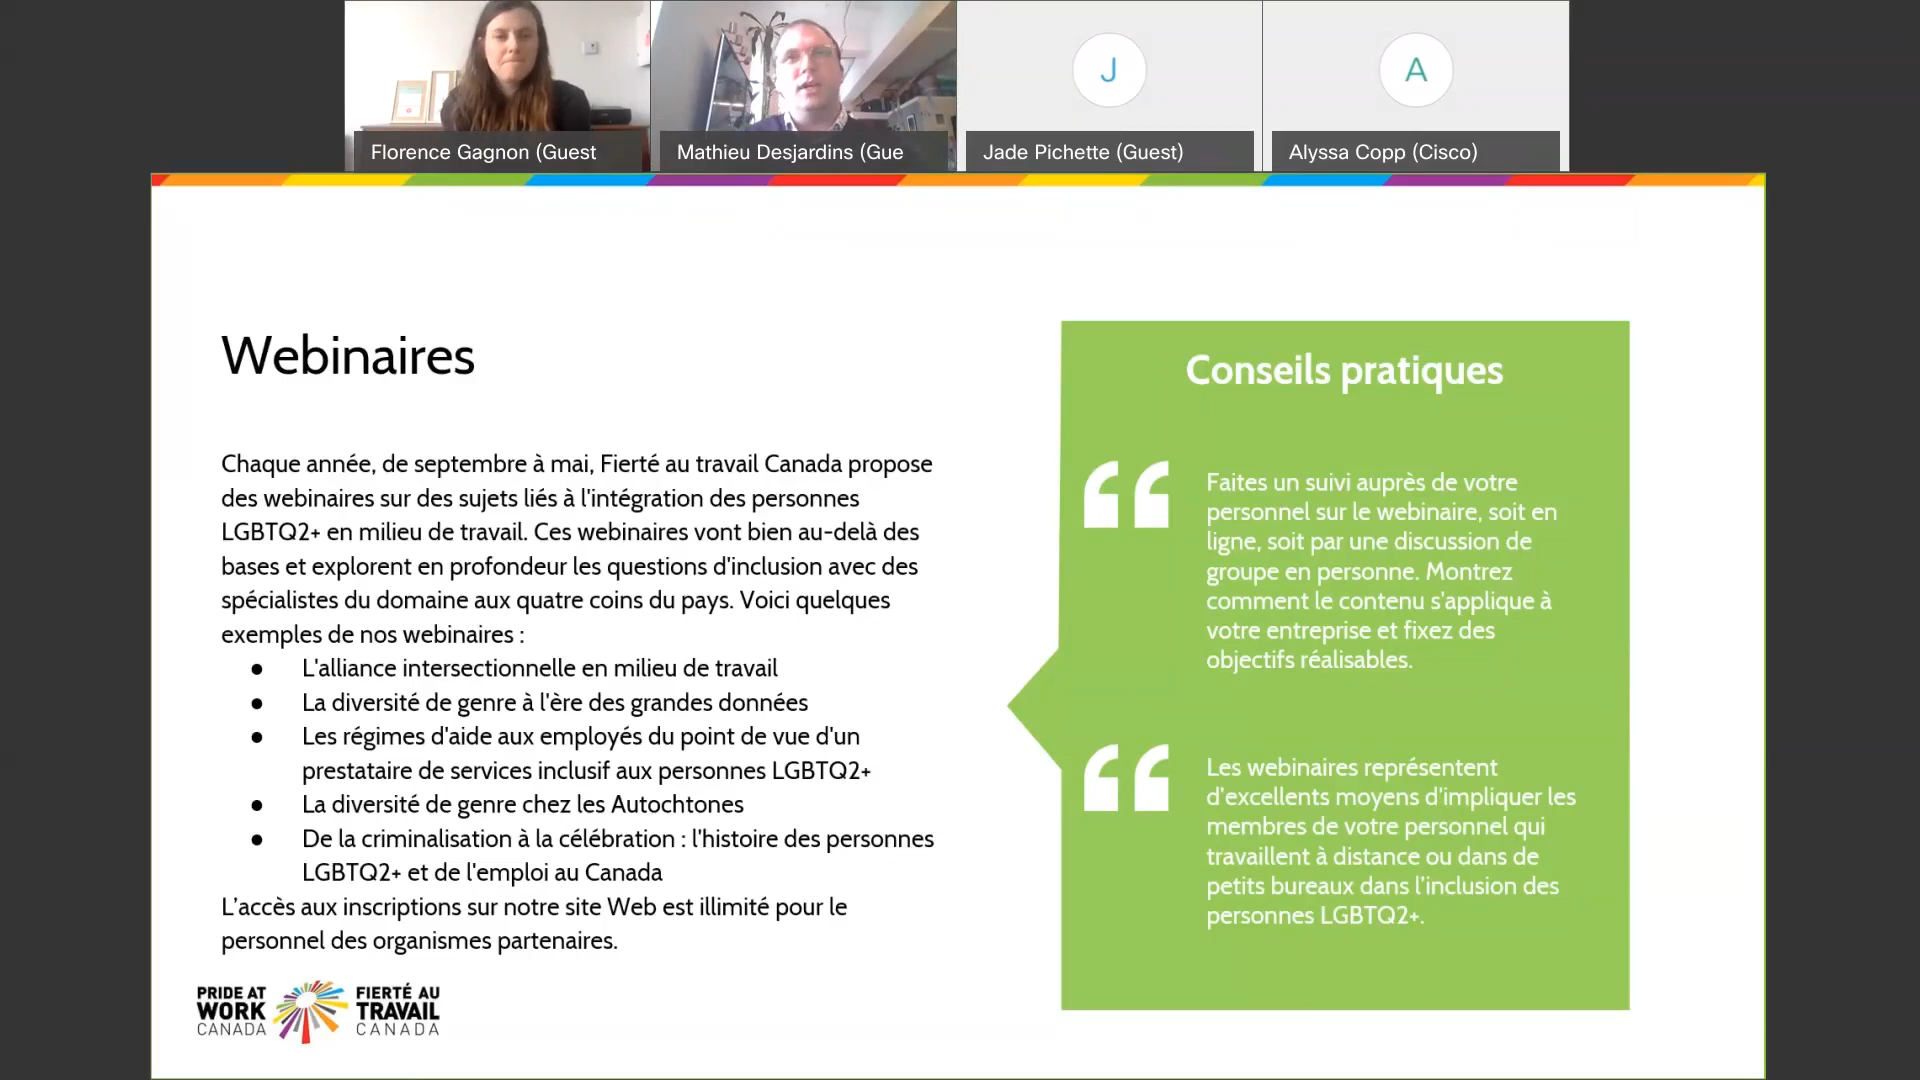 Florence Gagnon (Guest
Mathieu Desjardins (Gue
J
Jade Pichette (Guest)
A
Alyssa Copp (Cisco)
Webinaires
Chaque année, de septembre à mai, Fierté au travail Canada propose
des webinaires sur des sujets liés à l'intégration des personnes
LGBTQ2+ en milieu de travail. Ces webinaires vont bien au-delà des
bases et explorent en profondeur les questions d'inclusion avec des
spécialistes du domaine aux quatre coins du pays. Voici quelques
exemples de nos webinaires :
● L'alliance intersectionnelle en milieu de travail
● La diversité de genre à l'ère des grandes données
● Les régimes d'aide aux employés du point de vue d'un
prestataire de services inclusif aux personnes LGBTQ2+
● La diversité de genre chez les Autochtones
● De la criminalisation à la célébration : l'histoire des personnes
LGBTQ2+ et de l'emploi au Canada
L’accès aux inscriptions sur notre site Web est illimité pour le
personnel des organismes partenaires.
PRIDE AT
WORK
CANADA
FIERTÉ AU
TRAVAIL
CANADA
Conseils pratiques
“
Faites un suivi auprès de votre
personnel sur le webinaire, soit en
ligne, soit par une discussion de
groupe en personne. Montrez
comment le contenu s’applique à
votre entreprise et fixez des
objectifs réalisables.
“
Les webinaires représentent
d’excellents moyens d’impliquer les
membres de votre personnel qui
travaillent à distance ou dans de
petits bureaux dans l’inclusion des
personnes LGBTQ2+.